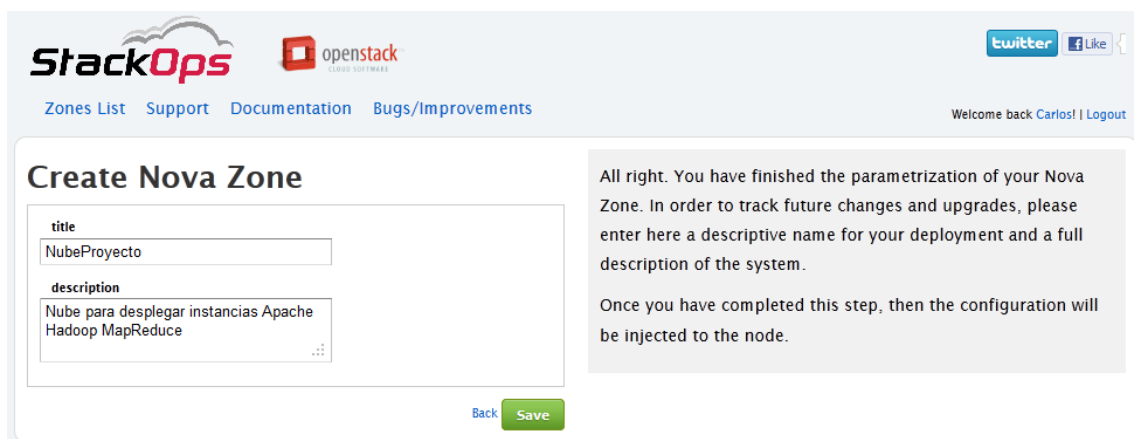 StackOps
openstack
CLOUD SOFTWARE
twitter
Like
Zones List Support Documentation Bugs/Improvements
Welcome back Carlos! | Logout
Create Nova Zone
title
NubeProyecto
description
Nube para desplegar instancias Apache
Hadoop MapReduce
Back Save
All right. You have finished the parametrization of your Nova
Zone. In order to track future changes and upgrades, please
enter here a descriptive name for your deployment and a full
description of the system.
Once you have completed this step, then the configuration will
be injected to the node.